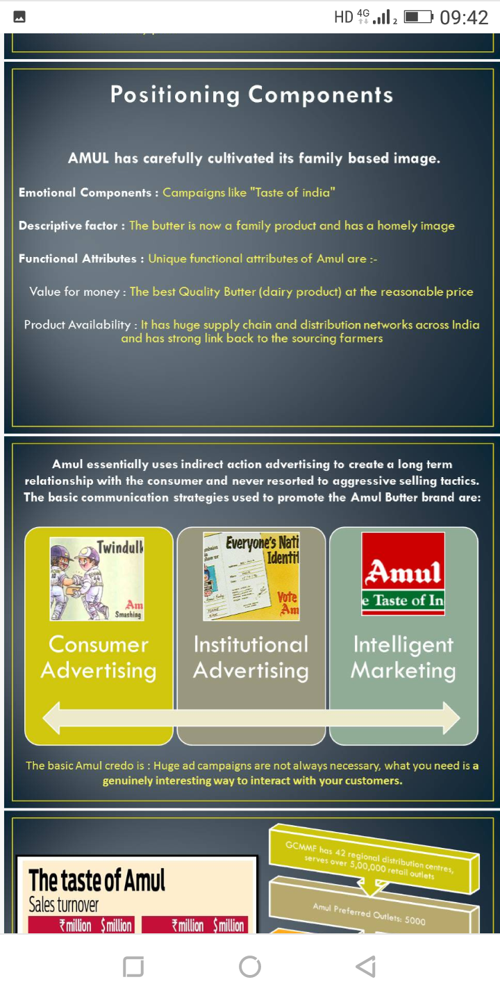 HD 4G 2 09:42
Positioning Components
AMUL has carefully cultivated its family based image.
Emotional Components : Campaigns like "Taste of india"
Descriptive factor : The butter is now a family product and has a homely image
Functional Attributes : Unique functional attributes of Amul are :-
Value for money : The best Quality Butter (dairy product) at the reasonable price
Product Availability : It has huge supply chain and distribution networks across India
and has strong link back to the sourcing farmers
Amul essentially uses indirect action advertising to create a long term
relationship with the consumer and never resorted to aggressive selling tactics.
The basic communication strategies used to promote the Amul Butter brand are:
Twindulk
Am
Smashing
Consumer
Advertising
Everyone's Nati
Identit
Vote
Am
Institutional
Advertising
Amul
e Taste of In
Intelligent
Marketing
The basic Amul credo is : Huge ad campaigns are not always necessary, what you need is a
genuinely interesting way to interact with your customers.
The taste of Amul
Sales turnover
₹ million $ million ₹ million $ million
GCMMF has 42 regional distribution centres,
serves over 5,00,000 retail outlets
Amul Preferred Outlets: 5000